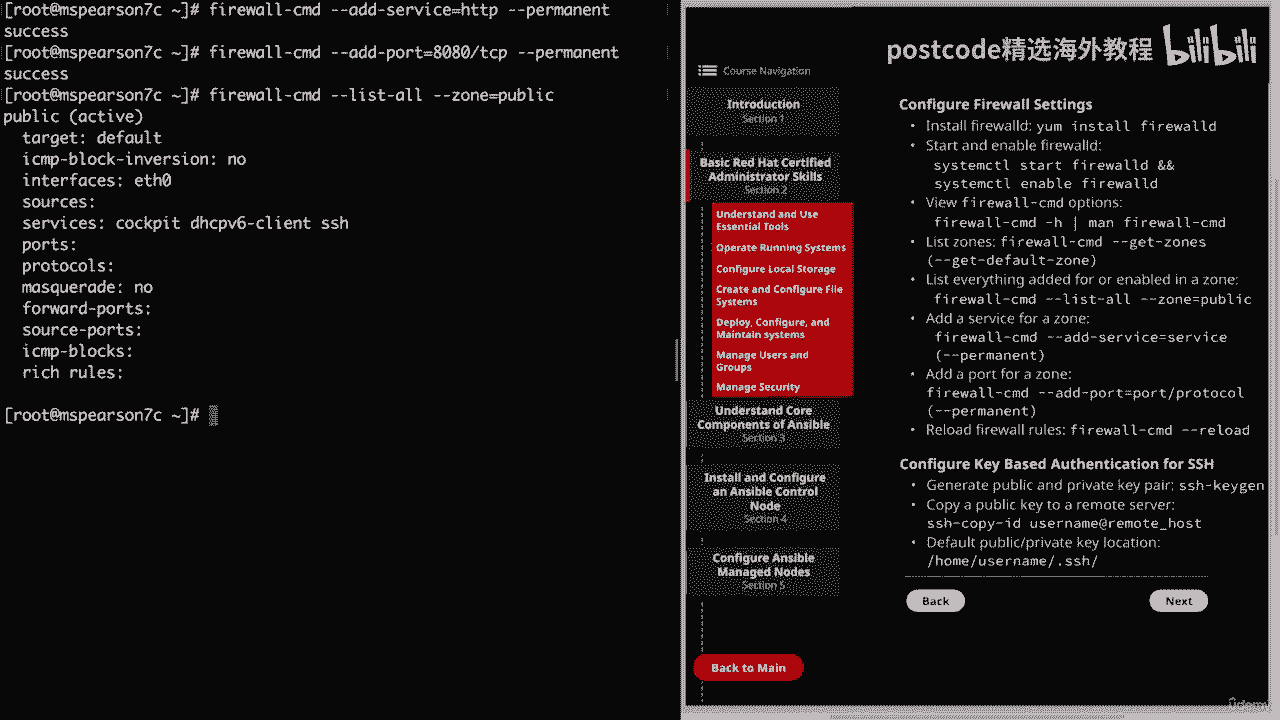 [root@mspearson7c ~]# firewall-cmd --add-service=http --permanent
success
[root@mspearson7c ~]# firewall-cmd --add-port=8080/tcp --permanent
success
[root@mspearson7c ~]# firewall-cmd --list-all --zone=public
public (active)
  target: default
  icmp-block-inversion: no
  interfaces: eth0
  sources:
  services: cockpit dhcpv6-client ssh
  ports:
  protocols:
  masquerade: no
  forward-ports:
  source-ports:
  icmp-blocks:
  rich rules:
[root@mspearson7c ~]#
postcode精选海外教程 bilibili
Course Navigation
Introduction
Section 1
Basic Red Hat Certified
Administrator Skills
Section 2
Understand and Use
Essential Tools
Operate Running Systems
Configure Local Storage
Create and Configure File
Systems
Deploy, Configure, and
Maintain systems
Manage Users and
Groups
Manage Security
Understand Core
Components of Ansible
Section 3
Install and Configure
an Ansible Control
Node
Section 4
Configure Ansible
Managed Nodes
Section 5
Back to Main
Configure Firewall Settings
• Install firewalld: yum install firewalld
• Start and enable firewalld:
systemctl start firewalld &&
systemctl enable firewalld
• View firewall-cmd options:
firewall-cmd -h | man firewall-cmd
• List zones: firewall-cmd --get-zones
(--get-default-zone)
• List everything added for or enabled in a zone:
firewall-cmd --list-all --zone=public
• Add a service for a zone:
firewall-cmd --add-service=service
(--permanent)
• Add a port for a zone:
firewall-cmd --add-port=port/protocol
(--permanent)
• Reload firewall rules: firewall-cmd --reload
Configure Key Based Authentication for SSH
• Generate public and private key pair: ssh-keygen
• Copy a public key to a remote server:
ssh-copy-id username@remote_host
• Default public/private key location:
/home/username/.ssh/
Back
Next
ûdemy